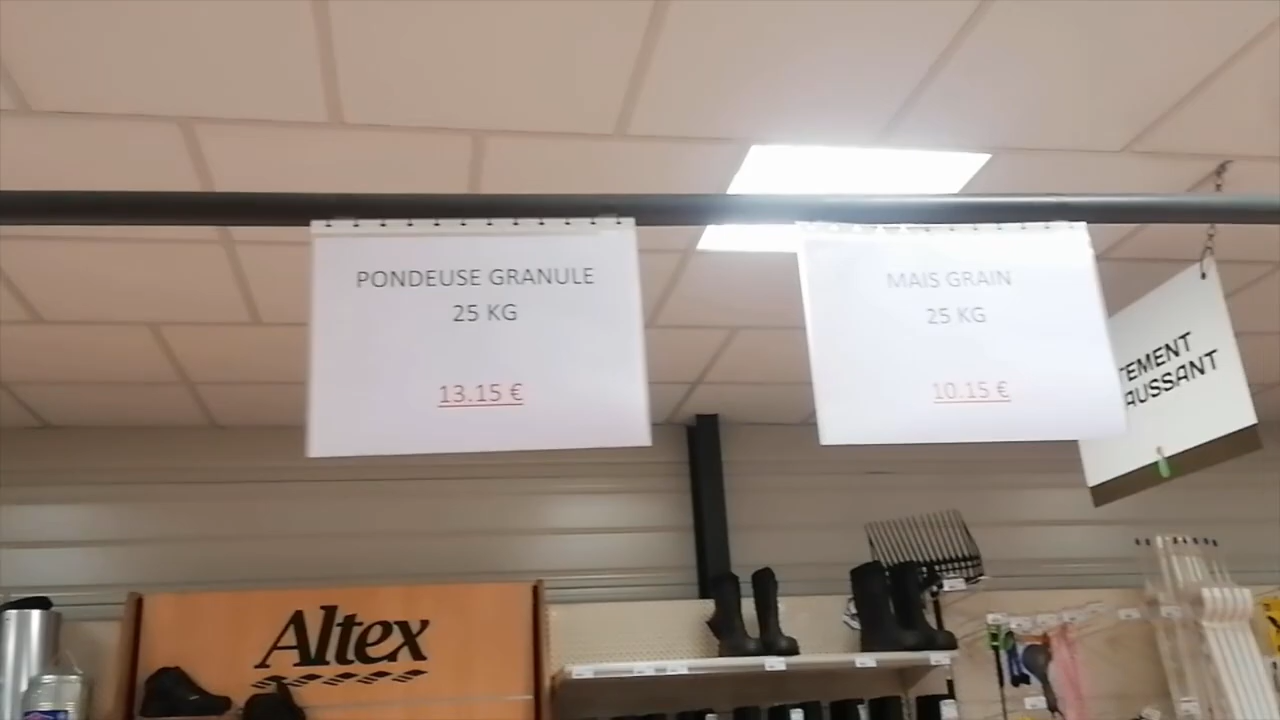 PONDEUSE GRANULE
25 KG
13.15 €
MAIS GRAIN
25 KG
10.15 €
TEMENT
AUSSANT
Altex